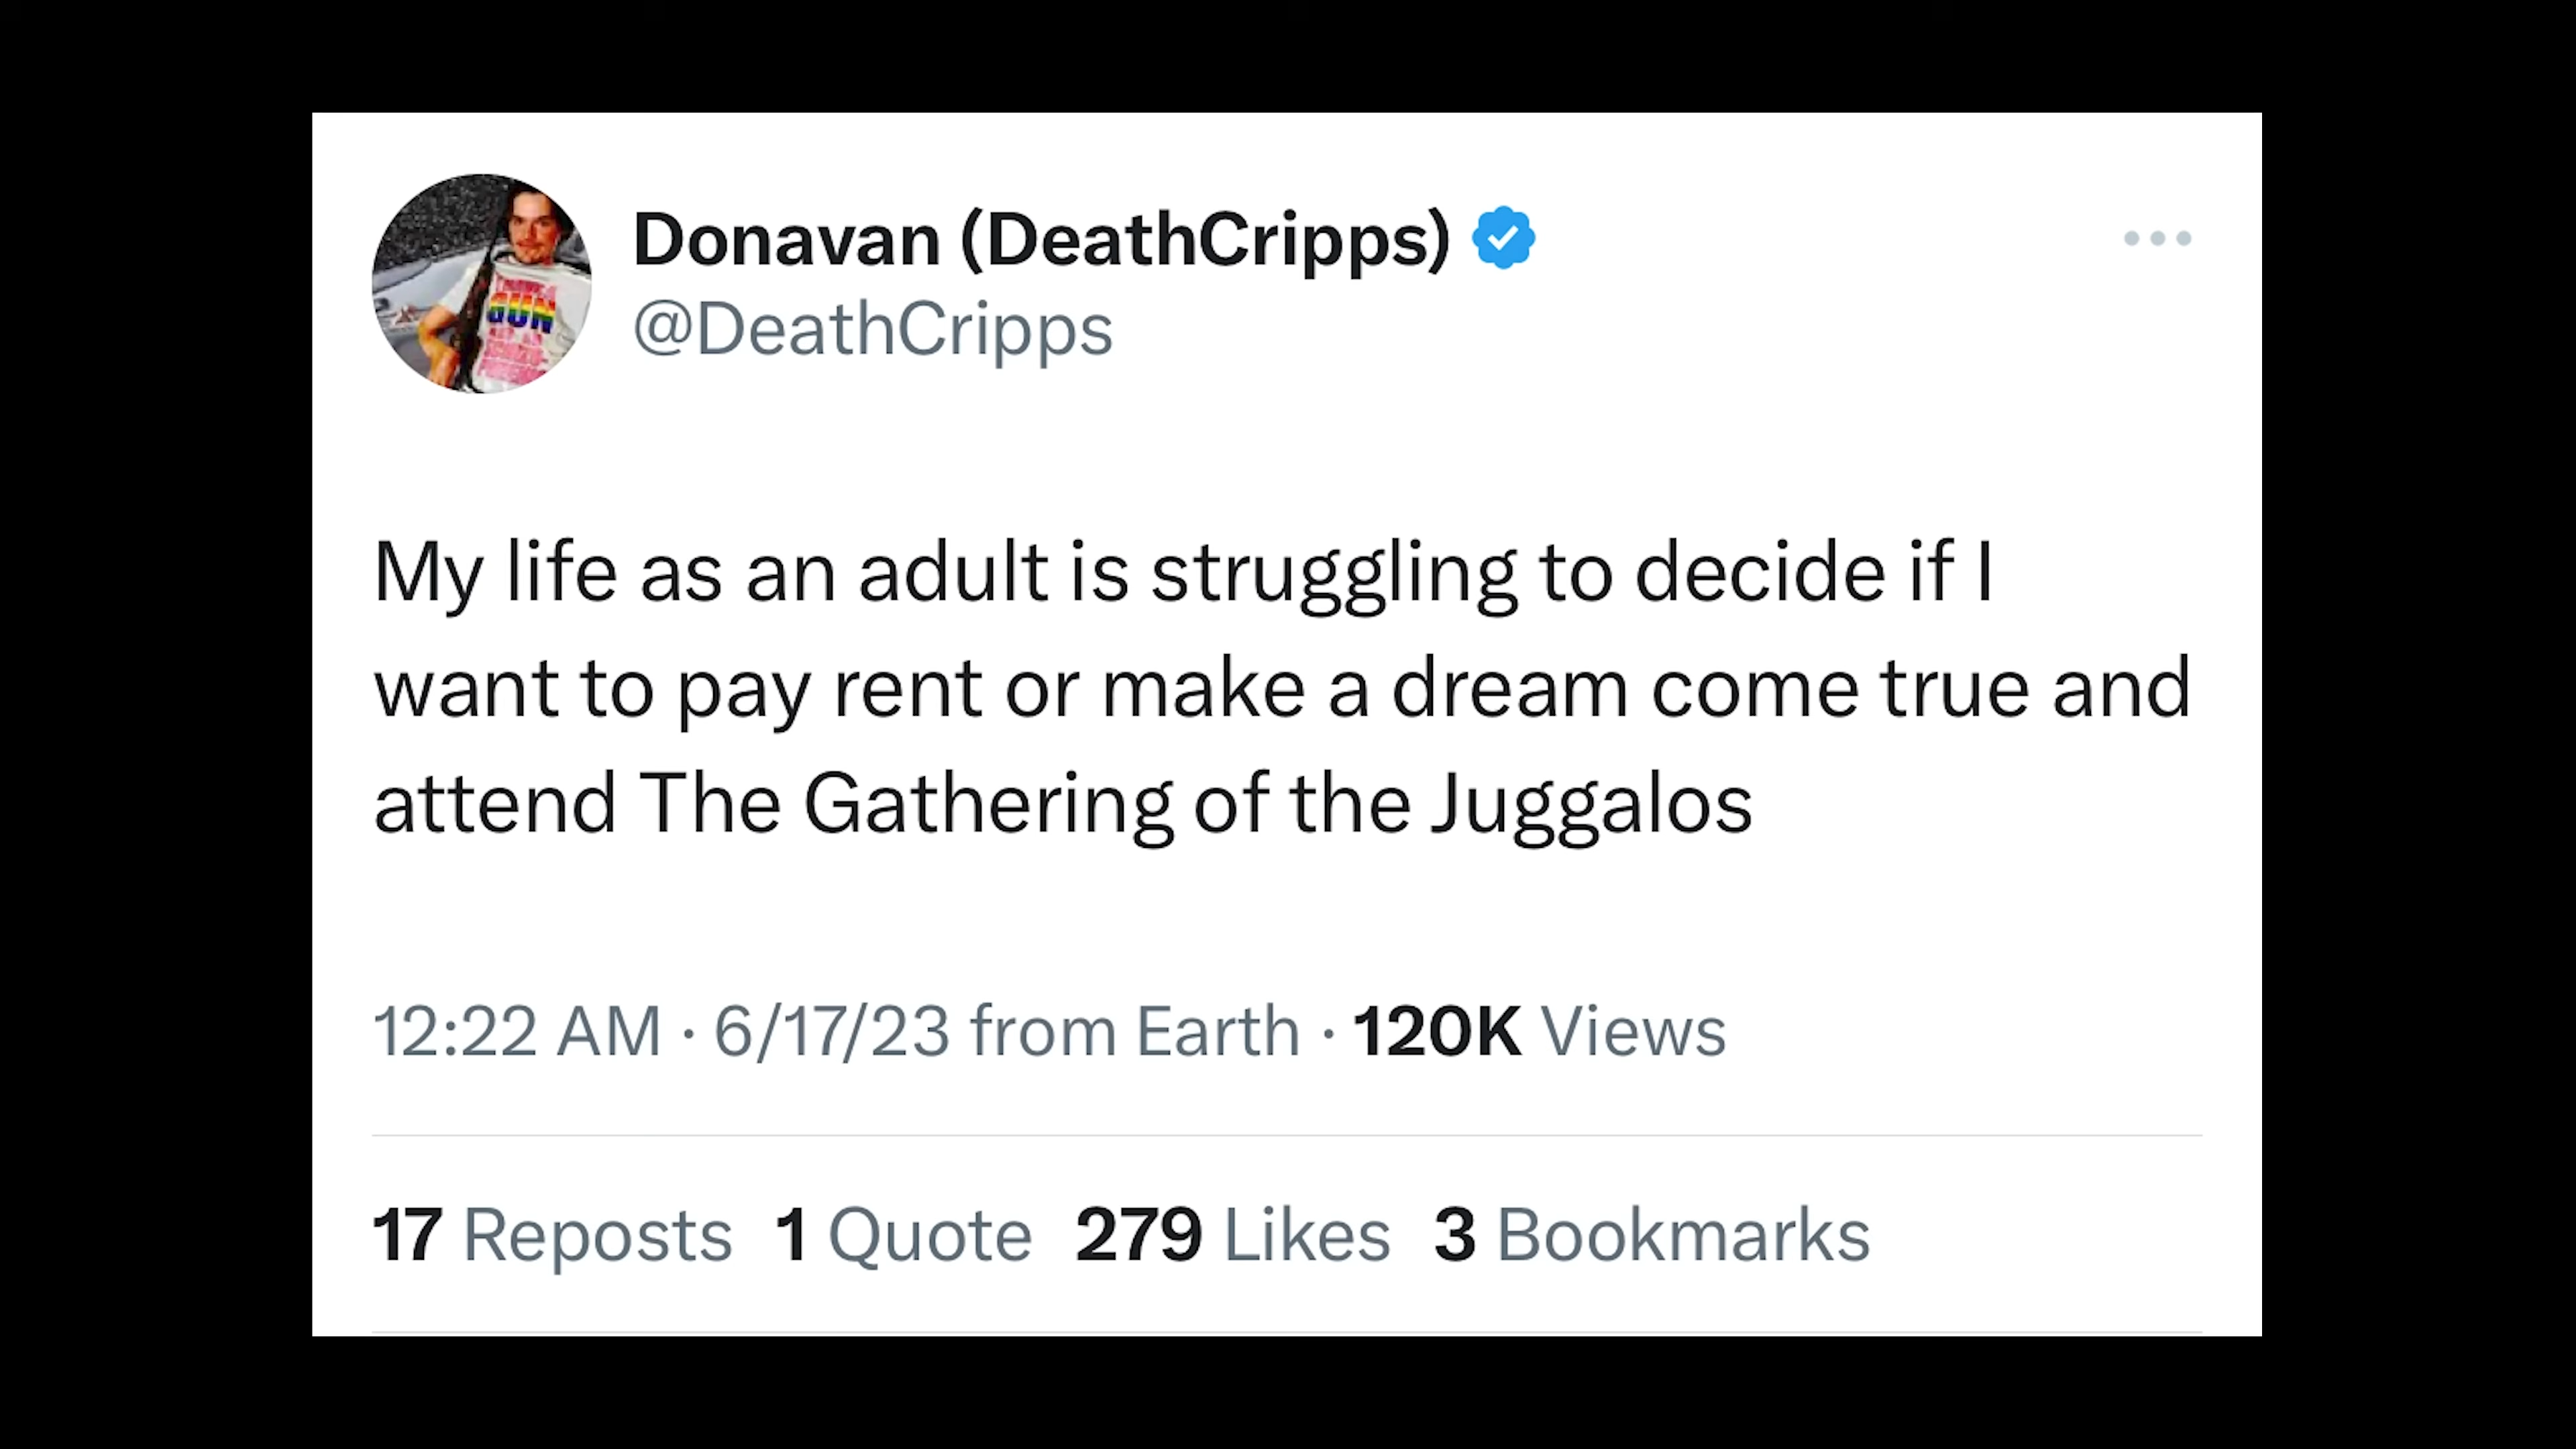 Donavan (DeathCripps)
@DeathCripps
GUN
My life as an adult is struggling to decide if I
want to pay rent or make a dream come true and
attend The Gathering of the Juggalos
12:22 AM · 6/17/23 from Earth · 120K Views
17 Reposts 1 Quote 279 Likes 3 Bookmarks